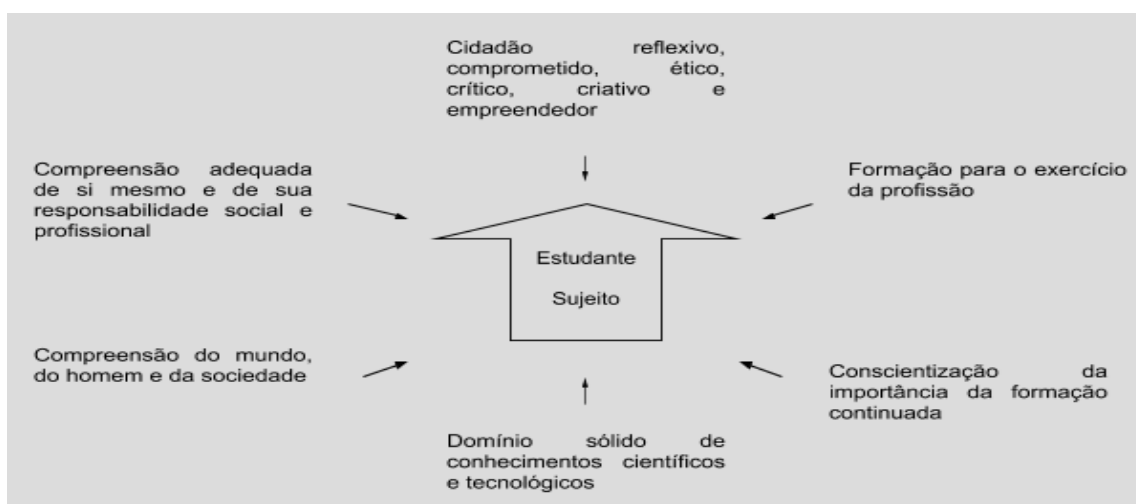 Cidadão reflexivo,
comprometido, ético,
crítico, criativo e
empreendedor
Compreensão adequada
de si mesmo e de sua
responsabilidade social e
profissional
Formação para o exercício
da profissão
Estudante
Sujeito
Compreensão do mundo,
do homem e da sociedade
Conscientização da
importância da formação
continuada
Domínio sólido de
conhecimentos científicos
e tecnológicos